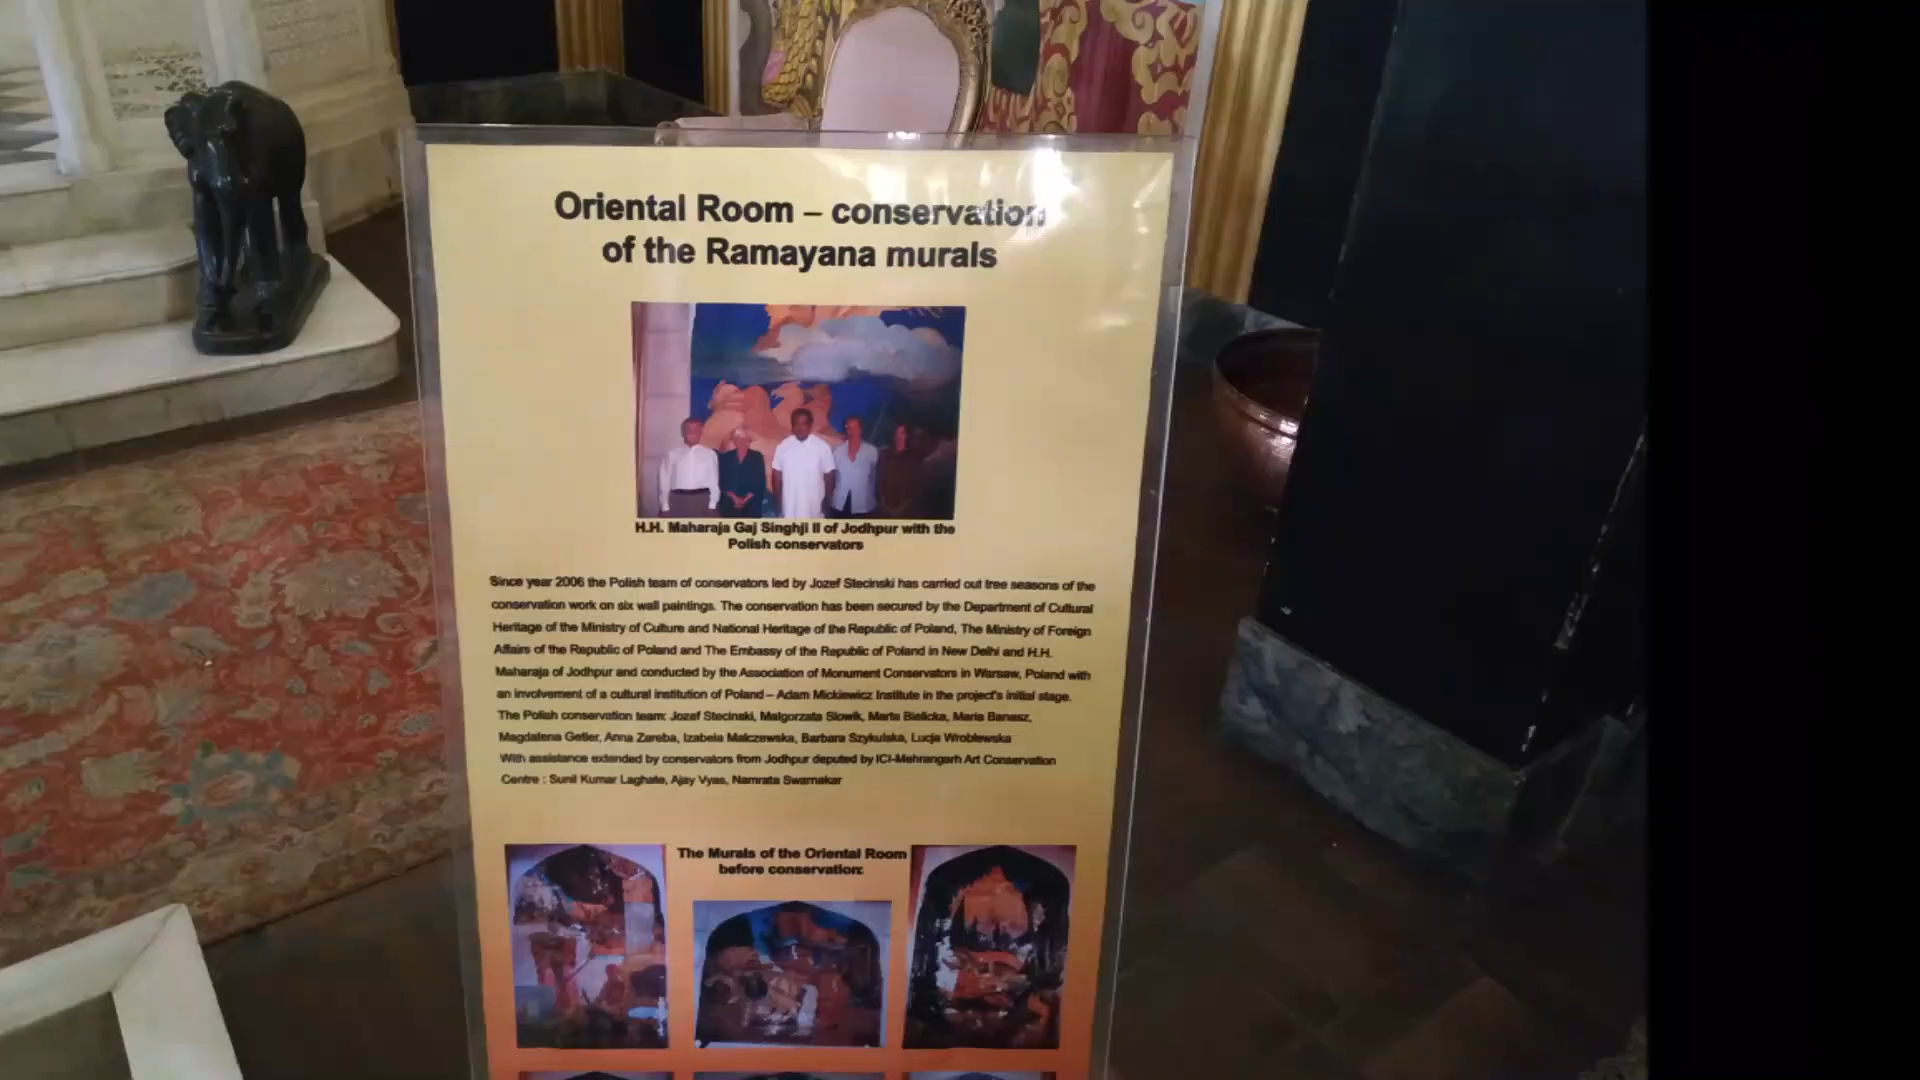 Oriental Room – conservation
of the Ramayana murals
H.H. Maharaja Gaj Singhji II of Jodhpur with the
Polish conservators
Since year 2006 the Polish team of conservators led by Jozef Stecinski has carried out tree seasons of the
conservation work on six wall paintings. The conservation has been secured by the Department of Cultural
Heritage of the Ministry of Culture and National Heritage of the Republic of Poland, The Ministry of Foreign
Affairs of the Republic of Poland and The Embassy of the Republic of Poland in New Delhi and H.H.
Maharaja of Jodhpur and conducted by the Association of Monument Conservators in Warsaw, Poland with
an involvement of a cultural institution of Poland – Adam Mickiewicz Institute in the project's initial stage.
The Polish conservation team: Jozef Stecinski, Malgorzata Slowik, Marta Bielicka, Maria Banasz,
Magdalena Getler, Anna Zareba, Izabela Malczewska, Barbara Szykulska, Lucja Wroblewska
With assistance extended by conservators from Jodhpur deputed by ICI-Mehrangarh Art Conservation
Centre : Sunil Kumar Laghate, Ajay Vyas, Namrata Swarnakar
The Murals of the Oriental Room
before conservation: